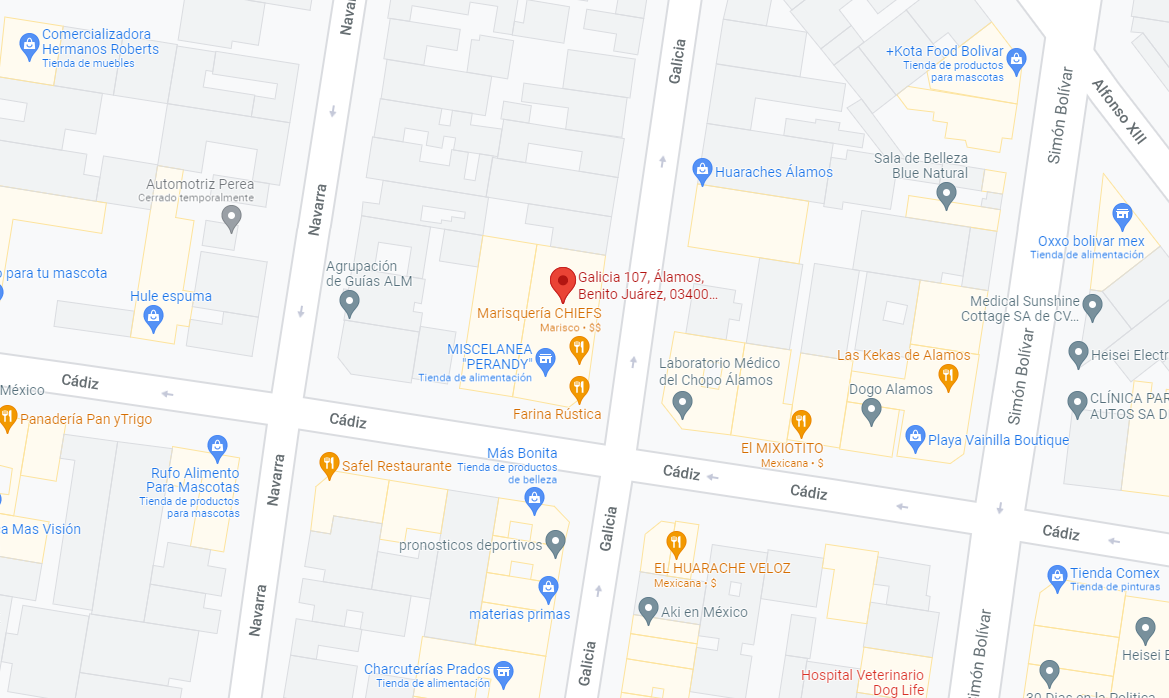 Comercializadora
Hermanos Roberts
Tienda de muebles
Navarra
Galicia
+Kota Food Bolivar
Tienda de productos
para mascotas
Simón Bolívar
Alfonso XIII
Automotriz Perea
Cerrado temporalmente
Navarra
Huaraches Álamos
Sala de Belleza
Blue Natural
Oxxo bolivar mex
Tienda de alimentación
o para tu mascota
Hule espuma
Agrupación
de Guías ALM
Galicia 107, Álamos,
Benito Juárez, 03400...
Marisquería CHIEFS
Marisco • $$
MISCELANEA
"PERANDY"
Tienda de alimentación
Farina Rústica
Laboratorio Médico
del Chopo Álamos
Las Kekas de Alamos
Dogo Alamos
Medical Sunshine
Cottage SA de CV...
Heisei Electr
Simón Bolívar
CLÍNICA PAR
AUTOS SA D
México
Cádiz
Panadería Pan yTrigo
Cádiz
El MIXIOTITO
Mexicana • $
Playa Vainilla Boutique
Rufo Alimento
Para Mascotas
Tienda de productos
para mascotas
Navarra
Safel Restaurante
Más Bonita
Tienda de productos
de belleza
Cádiz
Cádiz
Cádiz
a Mas Visión
pronosticos deportivos
Galicia
EL HUARACHE VELOZ
Mexicana • $
Tienda Comex
Tienda de pinturas
Navarra
materias primas
Aki en México
Galicia
Simón Bolívar
Heisei E
Charcuterías Prados
Tienda de alimentación
Hospital Veterinario
Dog Life
30 Dias en la Politica